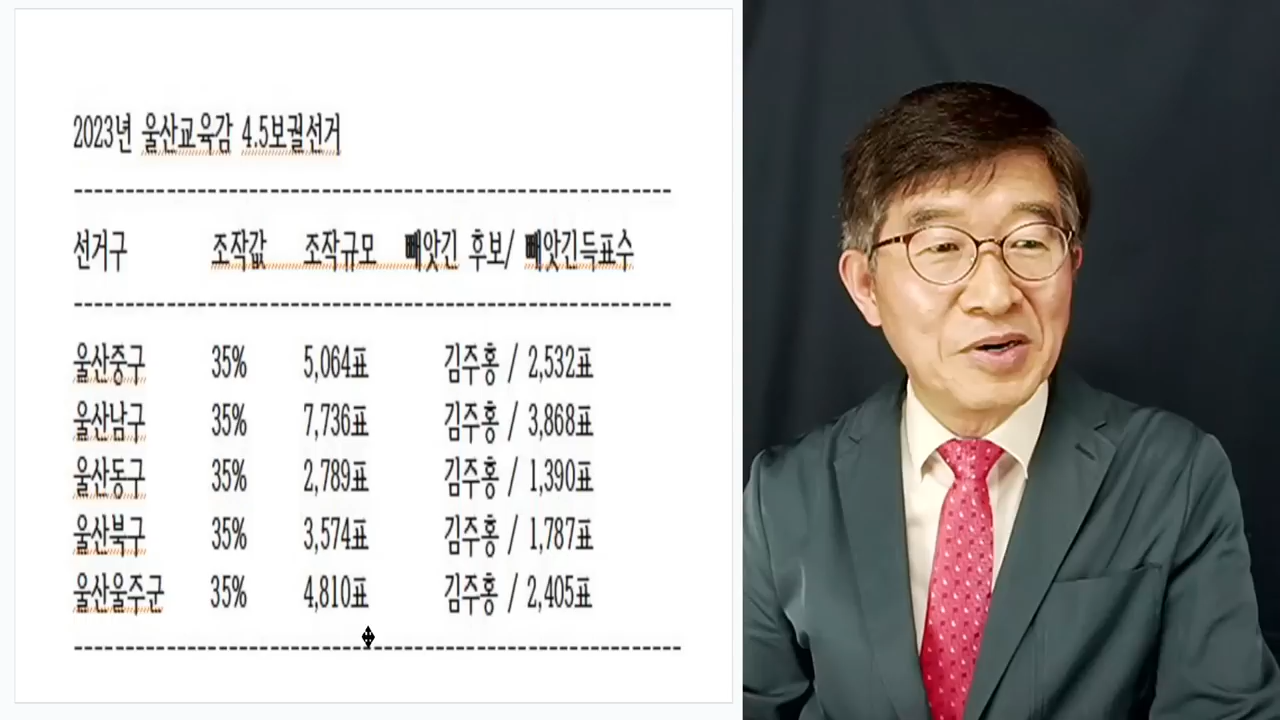 2023년 울산교육감 4.5보궐선거
선거구 조작값 조작규모 빼앗긴 후보/ 빼앗긴득표수
울산중구 35% 5,064표 김주홍 / 2,532표
울산남구 35% 7,736표 김주홍 / 3,868표
울산동구 35% 2,789표 김주홍 / 1,390표
울산북구 35% 3,574표 김주홍 / 1,787표
울산울주군 35% 4,810표 김주홍 / 2,405표